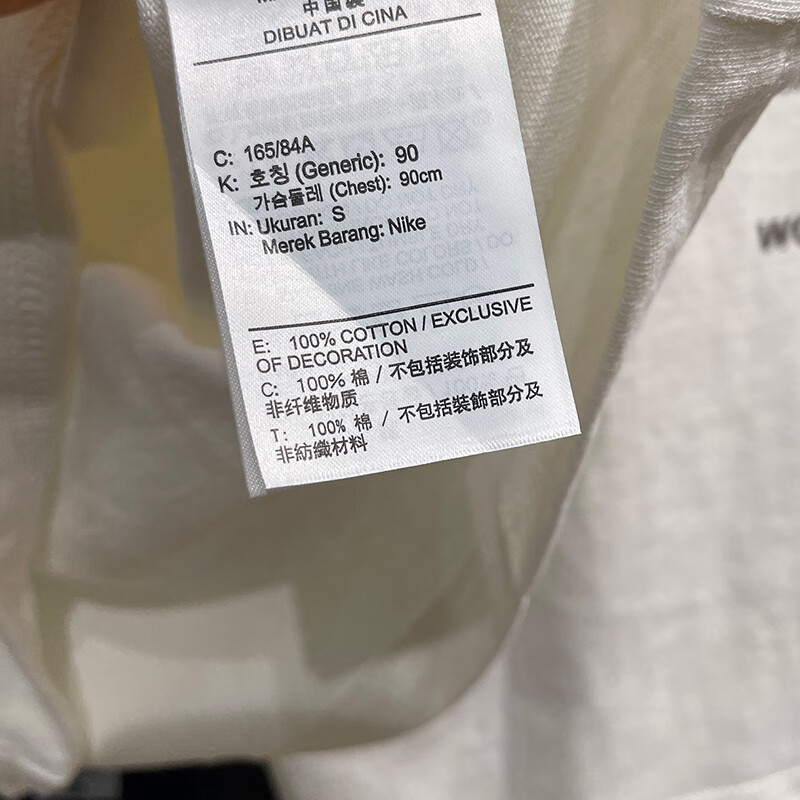 中国製
DIBUAT DI CINA
C: 165/84A
K: 호칭 (Generic): 90
가슴둘레 (Chest): 90cm
IN: Ukuran: S
Merek Barang: Nike
E: 100% COTTON / EXCLUSIVE
OF DECORATION
C: 100% 棉 / 不包括装饰部分及
非纤维物质
T: 100% 棉 / 不包括裝飾部分及
非紡織材料